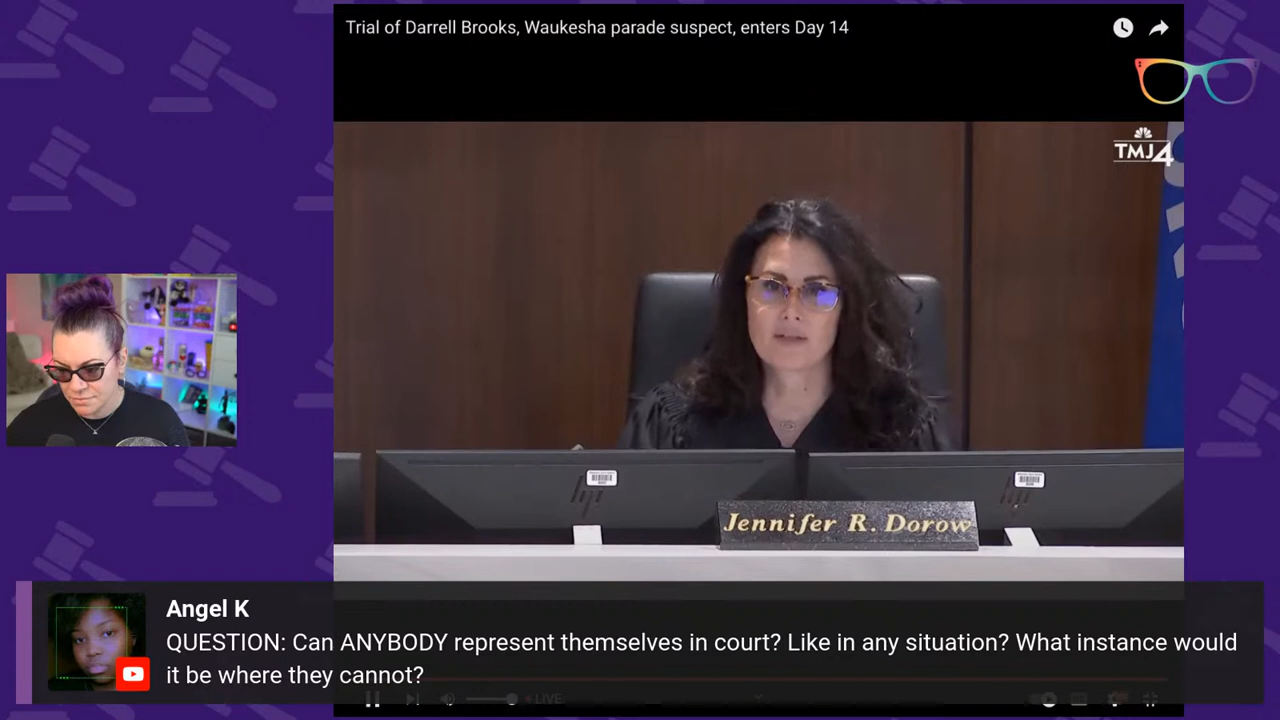 Trial of Darrell Brooks, Waukesha parade suspect, enters Day 14
TMJ4
Jennifer R. Dorow
Angel K
QUESTION: Can ANYBODY represent themselves in court? Like in any situation? What instance would
it be where they cannot?
LIVE